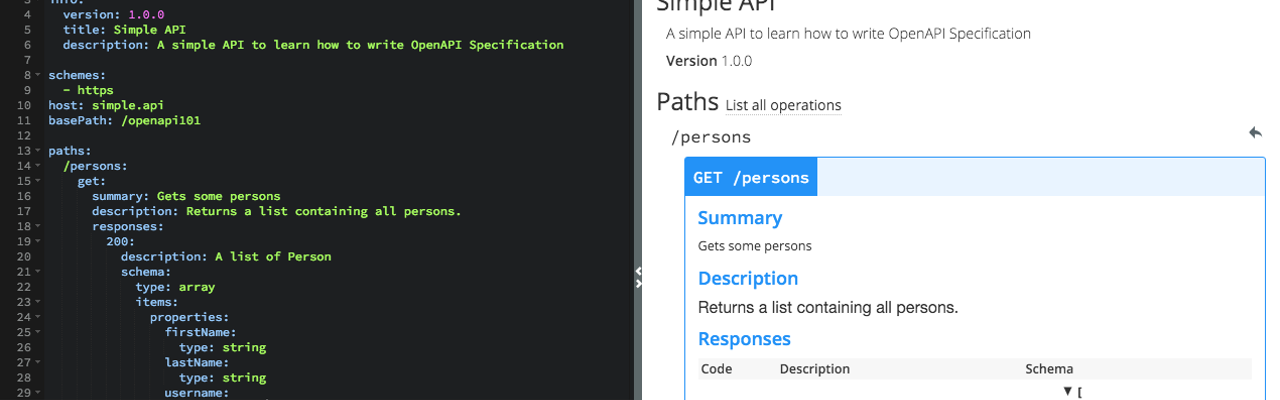 4 version: 1.0.0
5 title: Simple API
6 description: A simple API to learn how to write OpenAPI Specification
7
8 schemes:
9 - https
10 host: simple.api
11 basePath: /openapi101
12
13 paths:
14 /persons:
15 get:
16 summary: Gets some persons
17 description: Returns a list containing all persons.
18 responses:
19 200:
20 description: A list of Person
21 schema:
22 type: array
23 items:
24 properties:
25 firstName:
26 type: string
27 lastName:
28 type: string
29 username:
Simple API
A simple API to learn how to write OpenAPI Specification
Version 1.0.0
Paths List all operations
/persons
GET /persons
Summary
Gets some persons
Description
Returns a list containing all persons.
Responses
Code Description Schema
▼ [